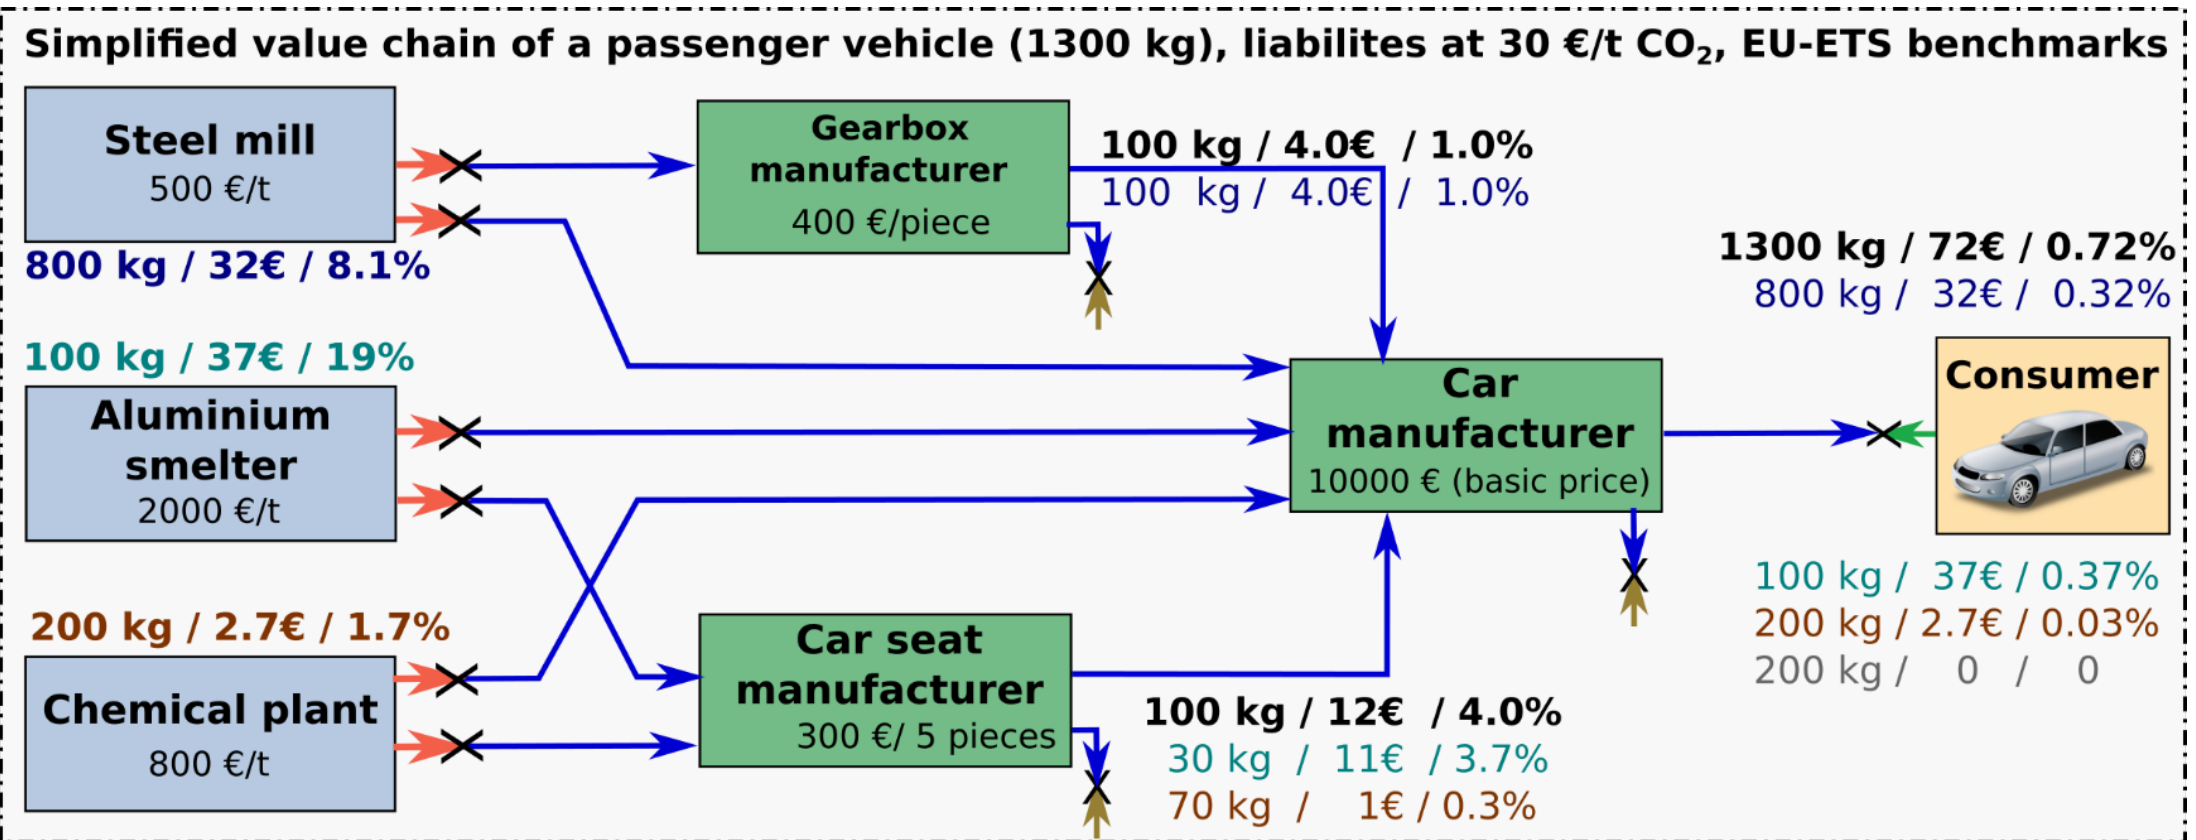 Simplified value chain of a passenger vehicle (1300 kg), liabilites at 30 €/t CO₂, EU-ETS benchmarks
Steel mill
500 €/t
800 kg / 32€ / 8.1%
Gearbox
manufacturer
400 €/piece
100 kg / 4.0€ / 1.0%
100 kg / 4.0€ / 1.0%
1300 kg / 72€ / 0.72%
800 kg / 32€ / 0.32%
100 kg / 37€ / 19%
Aluminium
smelter
2000 €/t
Car
manufacturer
10000 € (basic price)
Consumer
100 kg / 37€ / 0.37%
200 kg / 2.7€ / 0.03%
200 kg / 0 / 0
200 kg / 2.7€ / 1.7%
Chemical plant
800 €/t
Car seat
manufacturer
300 €/ 5 pieces
100 kg / 12€ / 4.0%
30 kg / 11€ / 3.7%
70 kg / 1€ / 0.3%